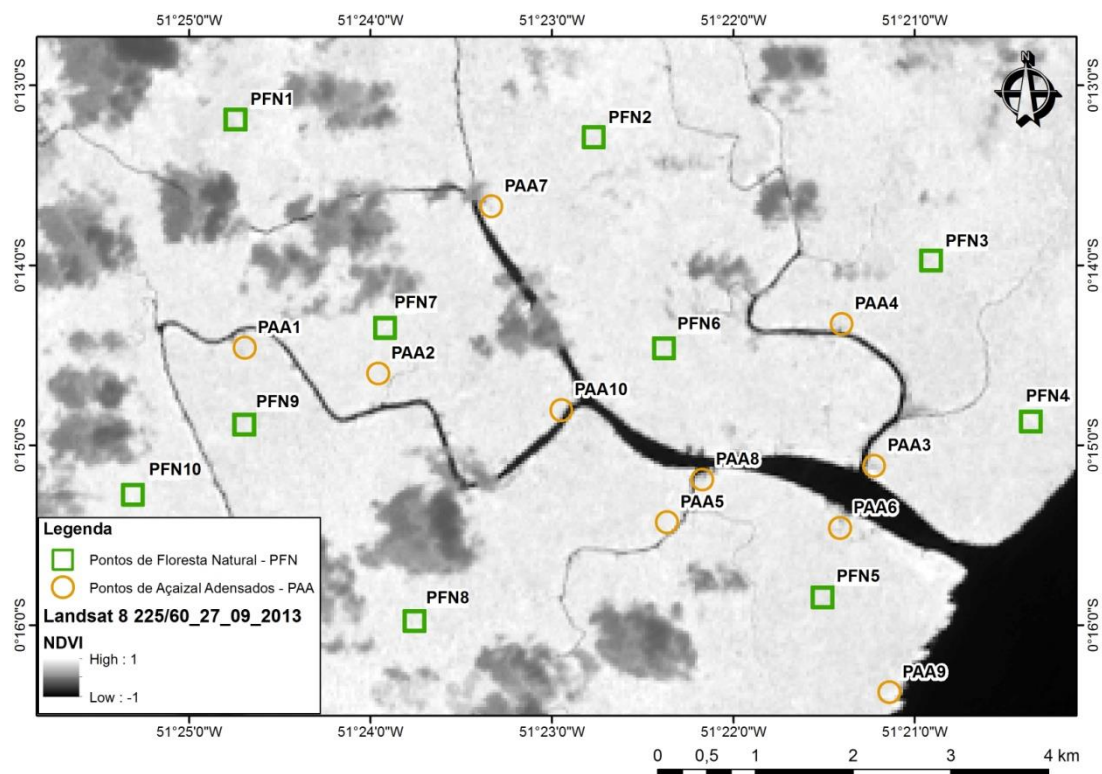 51°25'0"W 51°24'0"W 51°23'0"W 51°22'0"W 51°21'0"W
N
0°13'0"S 0°13'0"S
PFN1
PFN2
PAA7
PFN3
0°14'0"S 0°14'0"S
PFN7
PAA4
PAA1
PFN6
PAA2
PAA10
PFN9
PFN4
0°15'0"S 0°15'0"S
PAA8
PAA3
PFN10
PAA5
PAA6
Legenda
Pontos de Floresta Natural - PFN
PFN5
Pontos de Açaizal Adensados - PAA
PFN8
Landsat 8 225/60_27_09_2013
0°16'0"S 0°16'0"S
NDVI
High : 1
PAA9
Low : -1
51°25'0"W 51°24'0"W 51°23'0"W 51°22'0"W 51°21'0"W
0 0,5 1 2 3 4 km